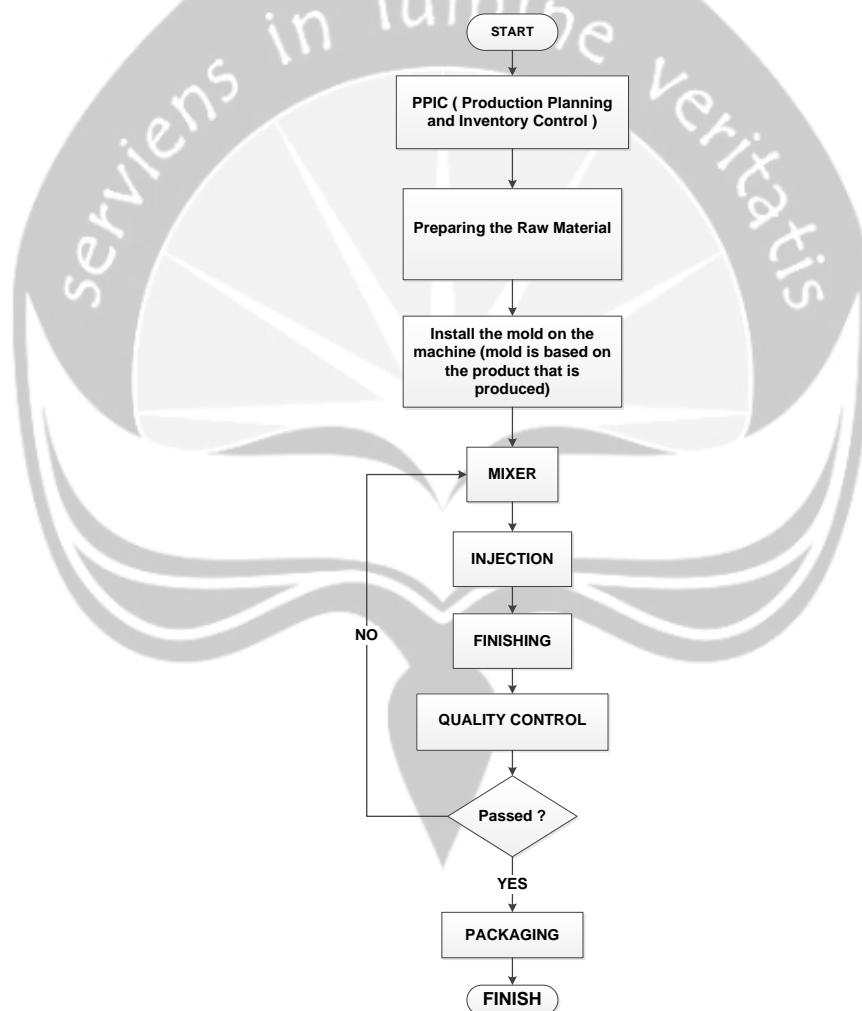 serviens in lumine veritatis
START
PPIC ( Production Planning
and Inventory Control )
Preparing the Raw Material
Install the mold on the
machine (mold is based on
the product that is
produced)
MIXER
INJECTION
FINISHING
QUALITY CONTROL
Passed ?
NO
YES
PACKAGING
FINISH